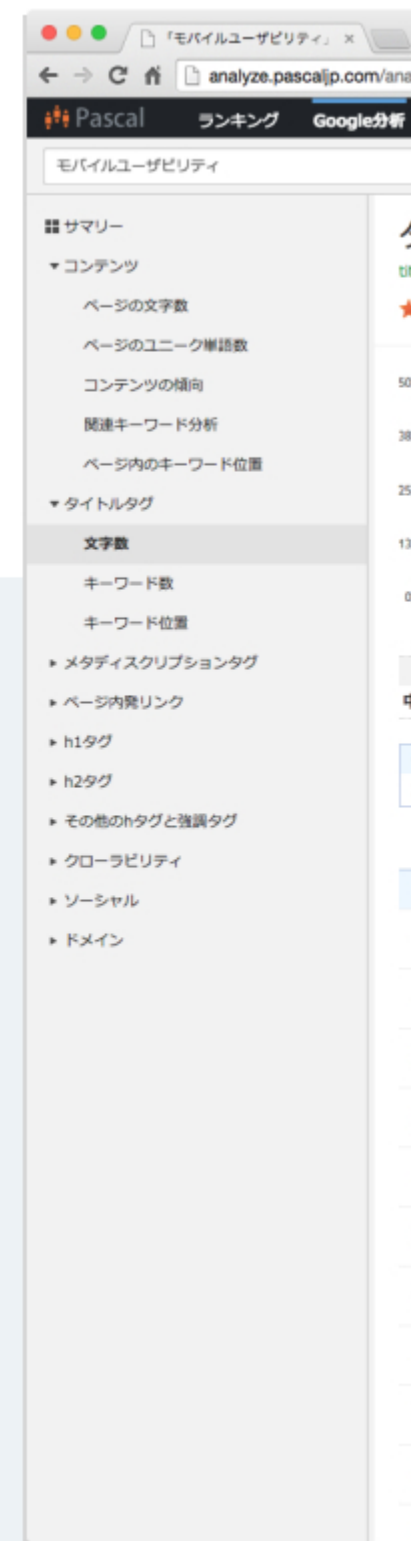 「モバイルユーザビリティ」 ×
analyze.pascaljp.com/ana
Pascal ランキング Google分析
モバイルユーザビリティ
サマリー
コンテンツ
ページの文字数
ページのユニーク単語数
コンテンツの傾向
関連キーワード分析
ページ内のキーワード位置
タイトルタグ
文字数
キーワード数
キーワード位置
メタディスクリプションタグ
ページ内発リンク
h1タグ
h2タグ
その他のhタグと強調タグ
クローラビリティ
ソーシャル
ドメイン
50
38
25
13
0